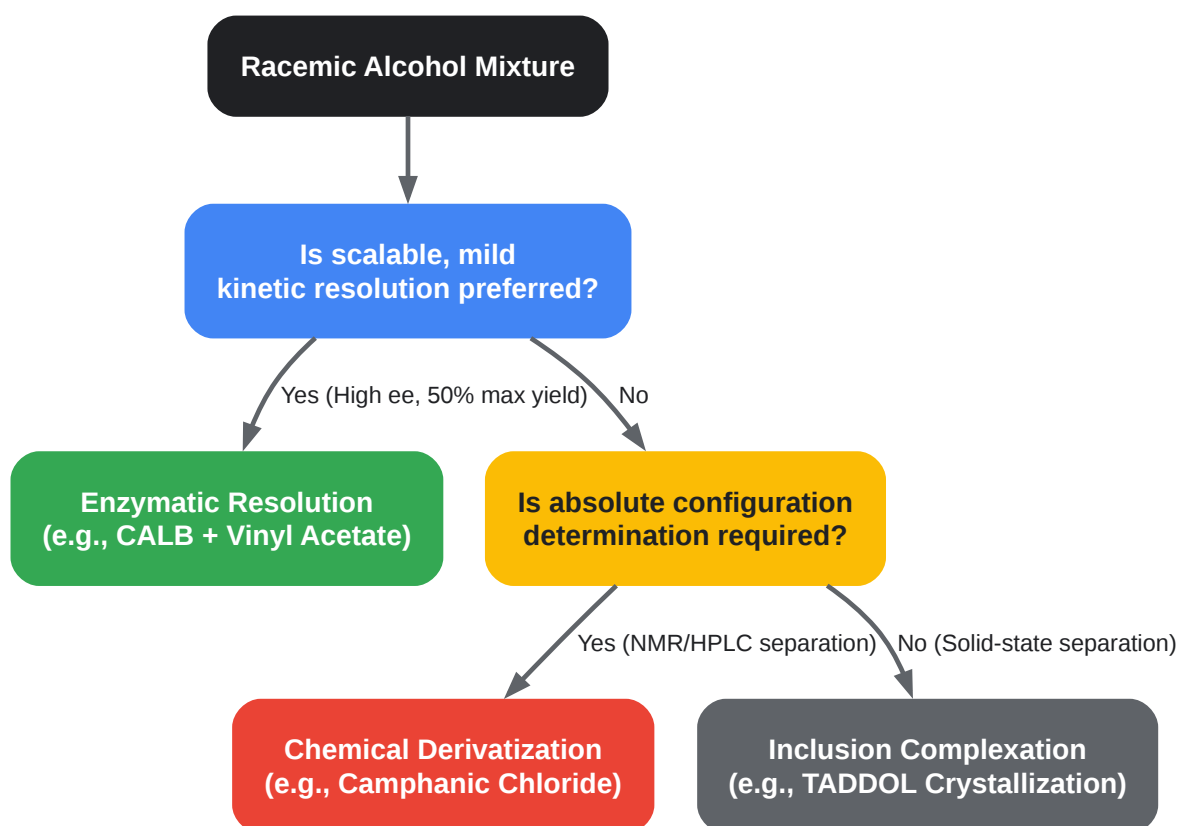 Racemic Alcohol Mixture
Is scalable, mild
kinetic resolution preferred?
Yes (High ee, 50% max yield)
No
Enzymatic Resolution
(e.g., CALB + Vinyl Acetate)
Is absolute configuration
determination required?
Yes (NMR/HPLC separation)
No (Solid-state separation)
Chemical Derivatization
(e.g., Camphanic Chloride)
Inclusion Complexation
(e.g., TADDOL Crystallization)